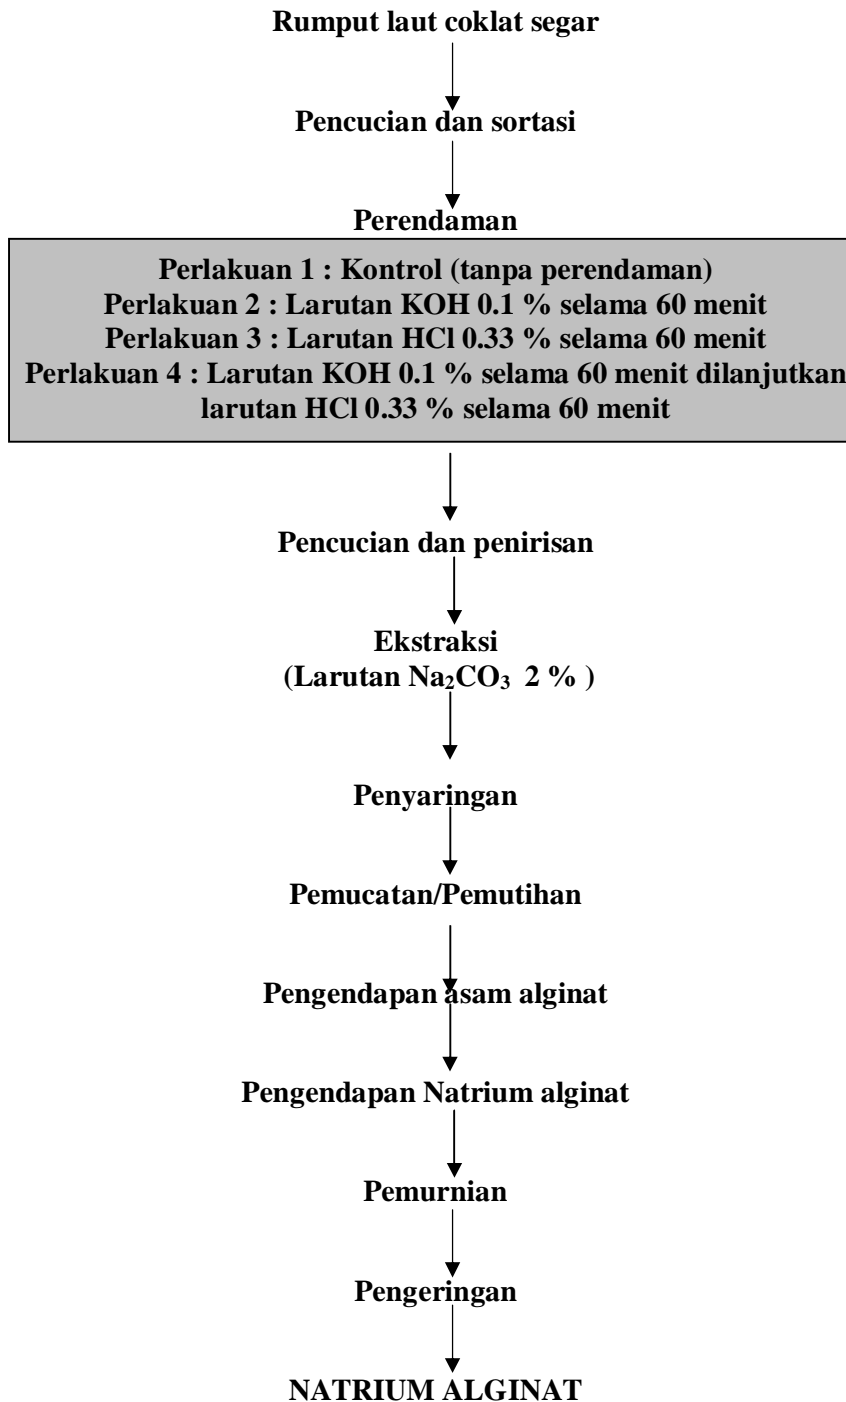 Rumput laut coklat segar
Pencucian dan sortasi
Perendaman
Perlakuan 1 : Kontrol (tanpa perendaman)
Perlakuan 2 : Larutan KOH 0.1 % selama 60 menit
Perlakuan 3 : Larutan HCl 0.33 % selama 60 menit
Perlakuan 4 : Larutan KOH 0.1 % selama 60 menit dilanjutkan
larutan HCl 0.33 % selama 60 menit
Pencucian dan penirisan
Ekstraksi
(Larutan Na₂CO₃ 2 % )
Penyaringan
Pemucatan/Pemutihan
Pengendapan asam alginat
Pengendapan Natrium alginat
Pemurnian
Pengeringan
NATRIUM ALGINAT